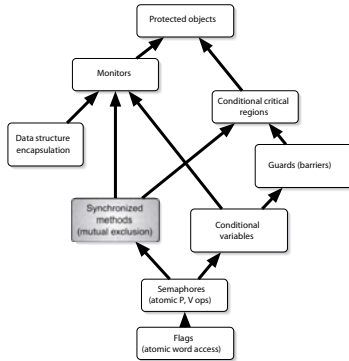 Protected objects
Monitors
Conditional critical
regions
Data structure
encapsulation
Guards (barriers)
Synchronized
methods
(mutual exclusion)
Conditional
variables
Semaphores
(atomic P, V ops)
Flags
(atomic word access)